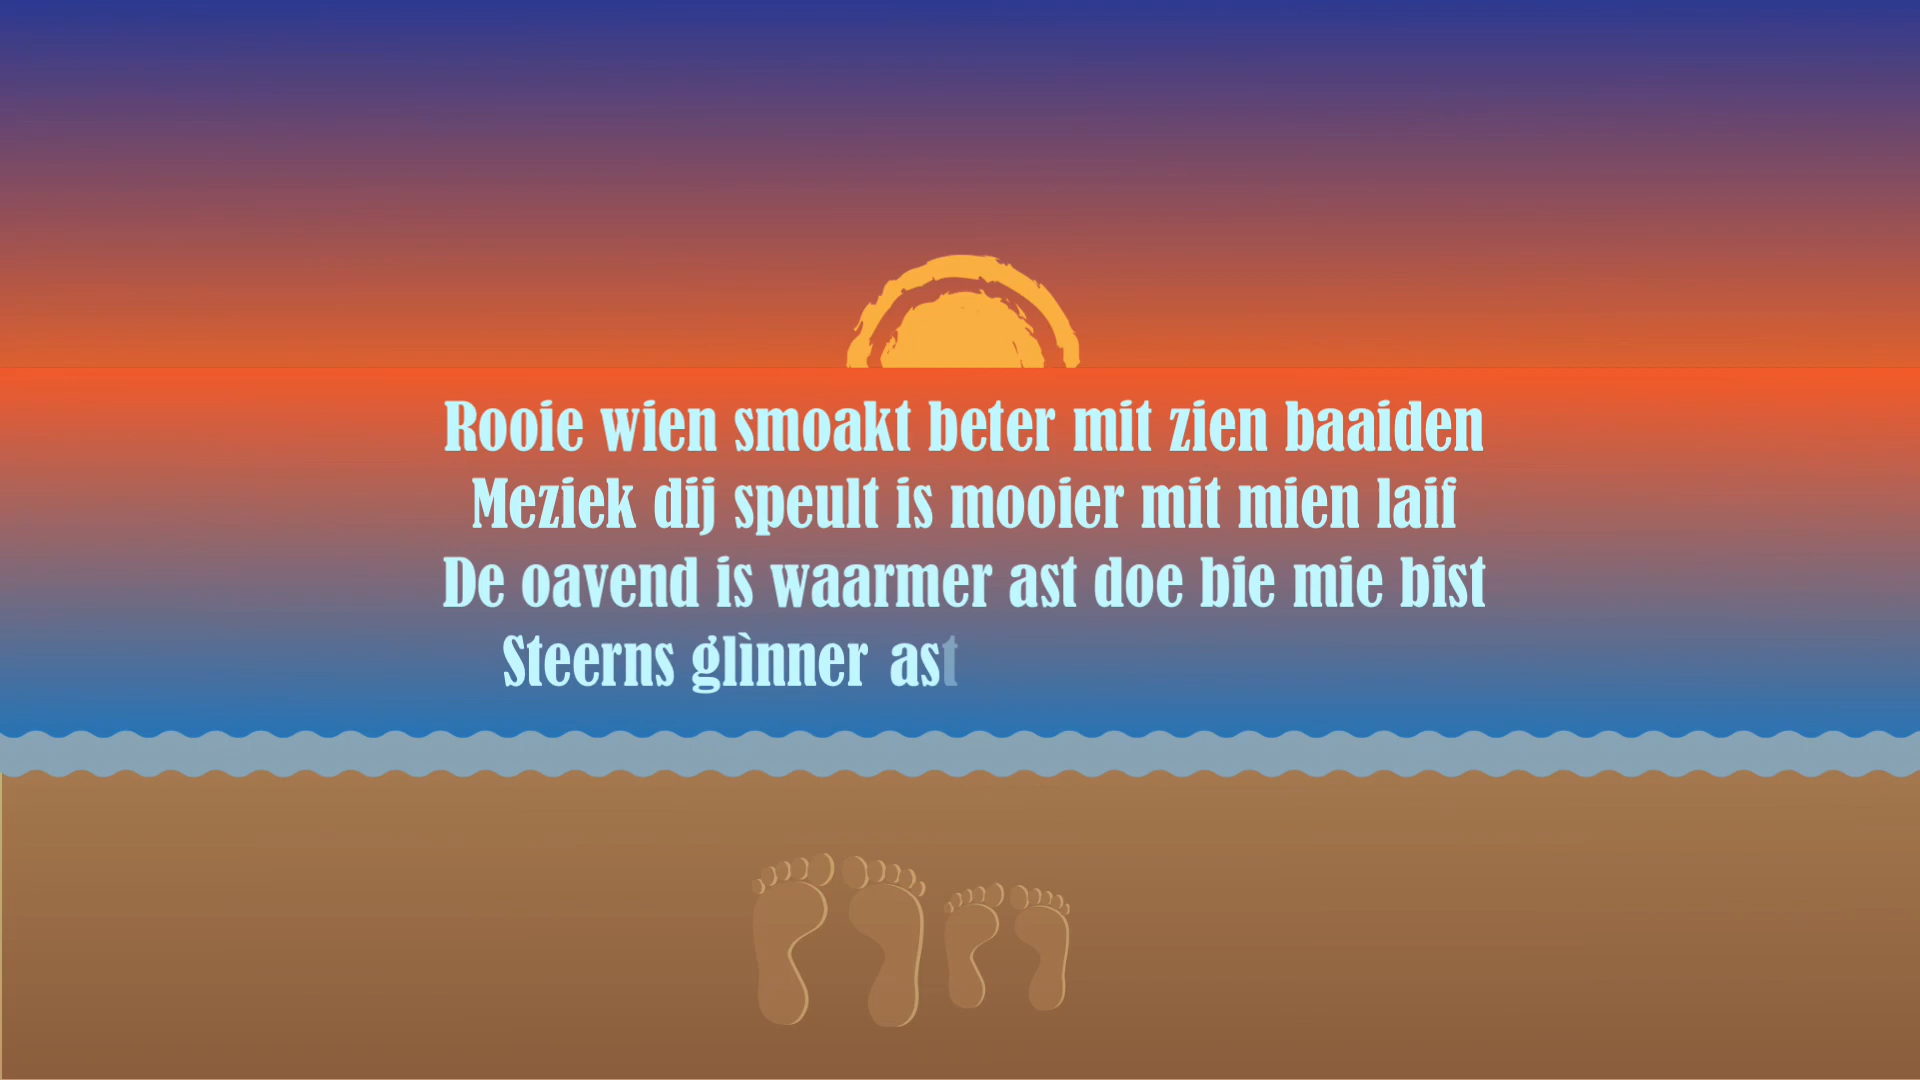 Rooie wien smoakt beter mit zien baaiden
Meziek dij speult is mooier mit mien laif
De oavend is waarmer ast doe bie mie bist
Steerns glìnner ast